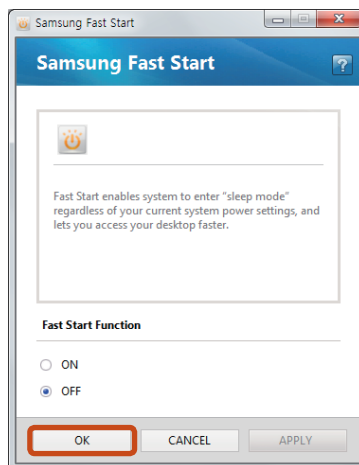 Samsung Fast Start
Samsung Fast Start
?
Fast Start enables system to enter "sleep mode"
regardless of your current system power settings, and
lets you access your desktop faster.
Fast Start Function
ON
OFF
OK CANCEL APPLY